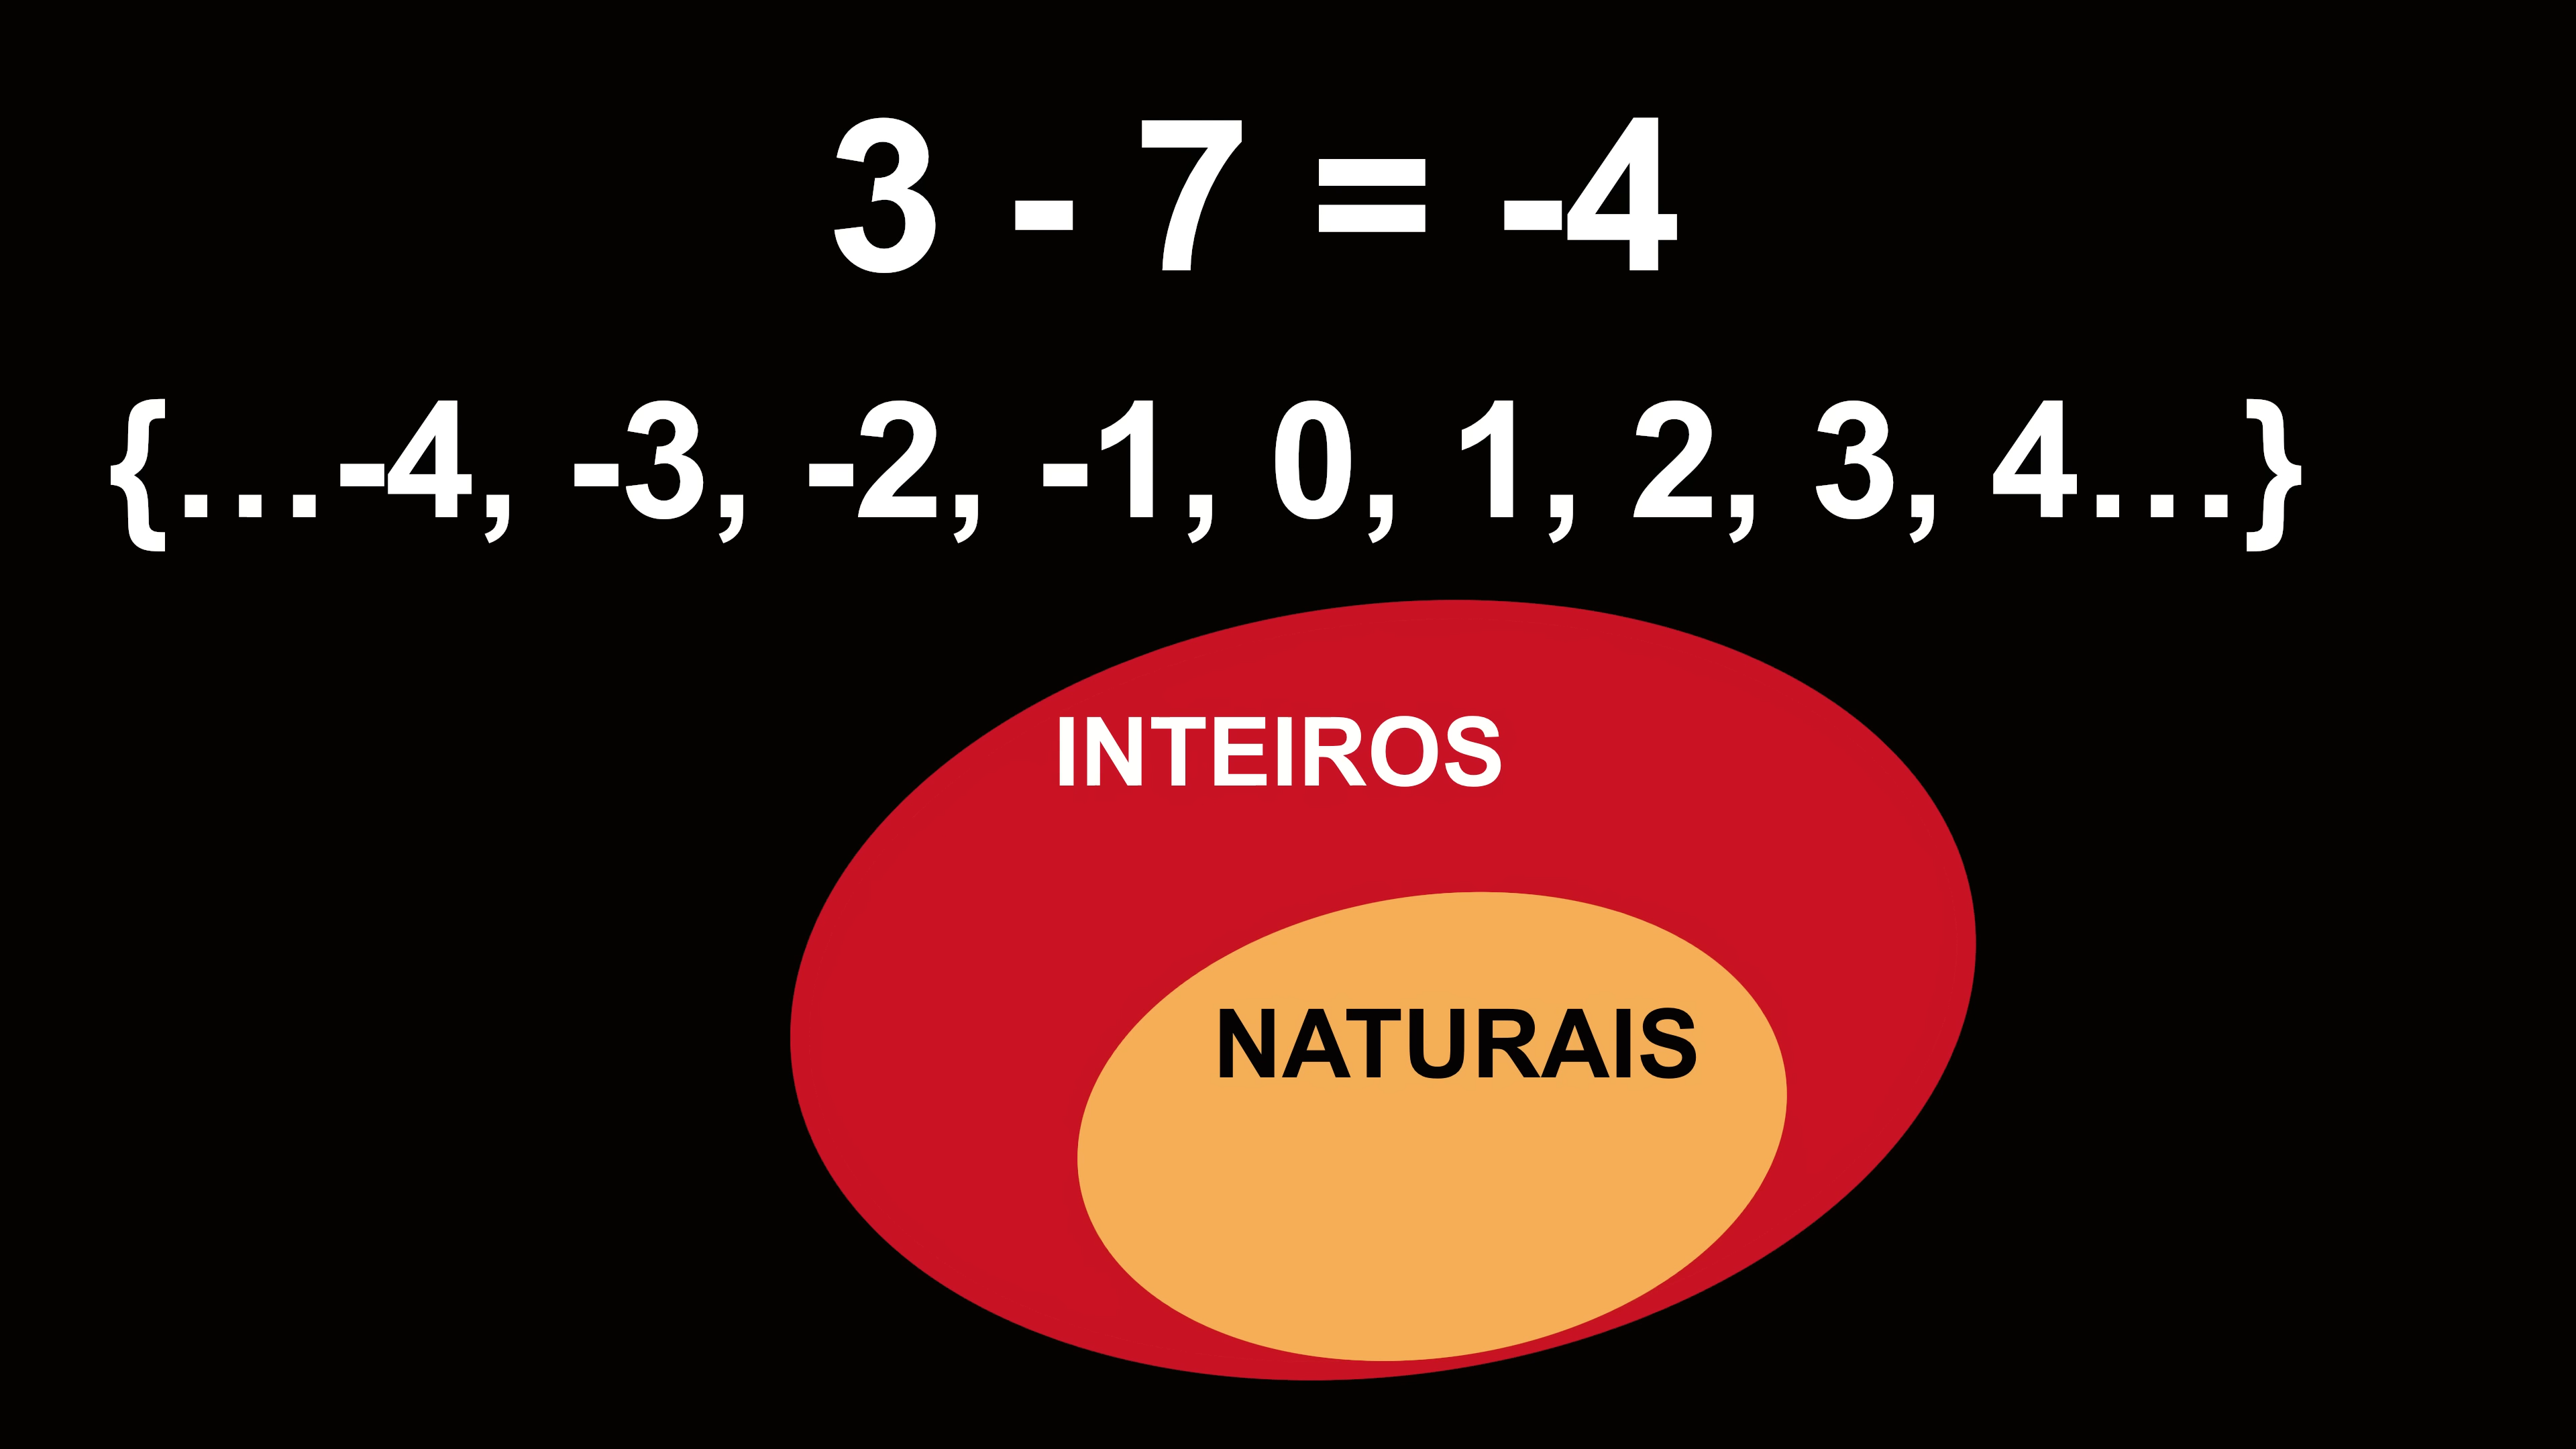 3 - 7 = -4
{...-4, -3, -2, -1, 0, 1, 2, 3, 4...}
INTEIROS
NATURAIS